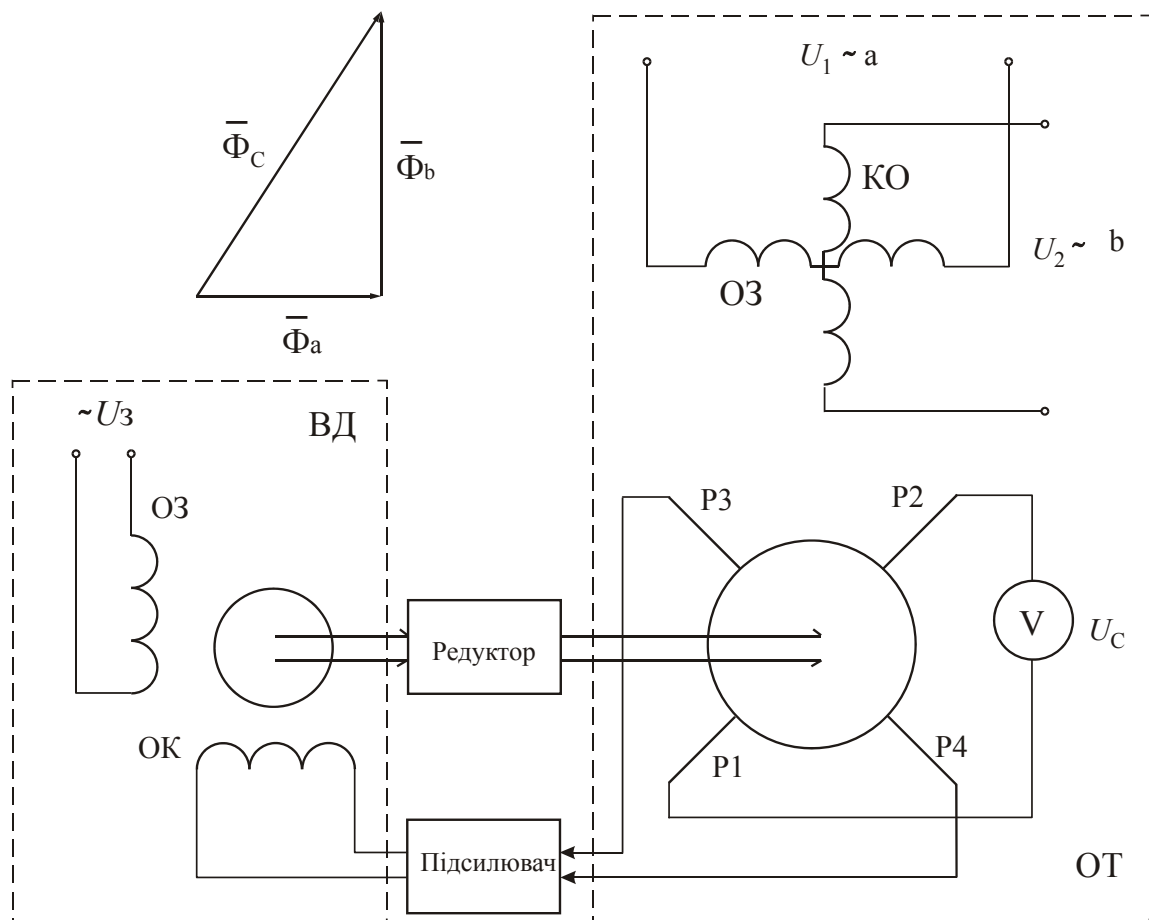 U₁ ~ a
Φ̅C
Φ̅b
КО
U₂ ~ b
ОЗ
Φ̅a
~Uз
ВД
ОЗ
Р3
Р2
V
UC
Редуктор
ОК
Р1
Р4
Підсилювач
ОТ